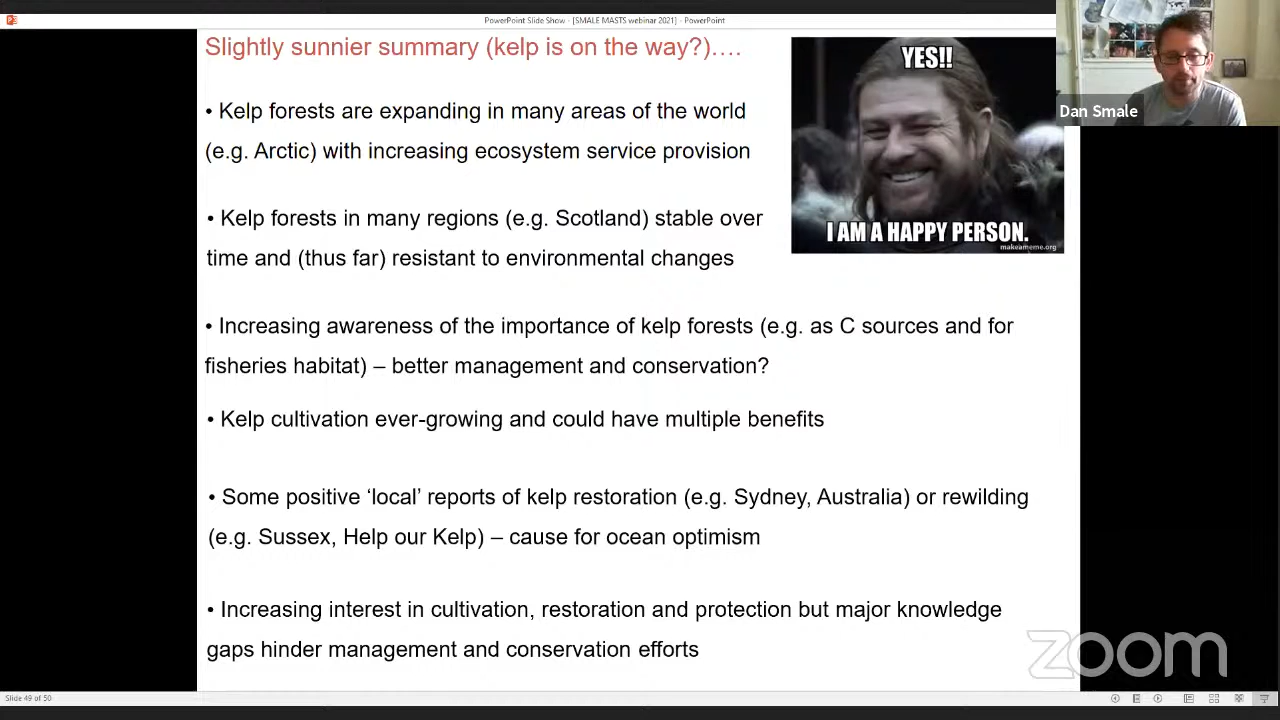 PowerPoint Slide Show - [SMALE MASTS webinar 2021] - PowerPoint
Slightly sunnier summary (kelp is on the way?)….
YES!!
I AM A HAPPY PERSON.
makeameme.org
Dan Smale
• Kelp forests are expanding in many areas of the world
(e.g. Arctic) with increasing ecosystem service provision
• Kelp forests in many regions (e.g. Scotland) stable over
time and (thus far) resistant to environmental changes
• Increasing awareness of the importance of kelp forests (e.g. as C sources and for
fisheries habitat) – better management and conservation?
• Kelp cultivation ever-growing and could have multiple benefits
• Some positive ‘local’ reports of kelp restoration (e.g. Sydney, Australia) or rewilding
(e.g. Sussex, Help our Kelp) – cause for ocean optimism
• Increasing interest in cultivation, restoration and protection but major knowledge
gaps hinder management and conservation efforts
zoom
Slide 49 of 50